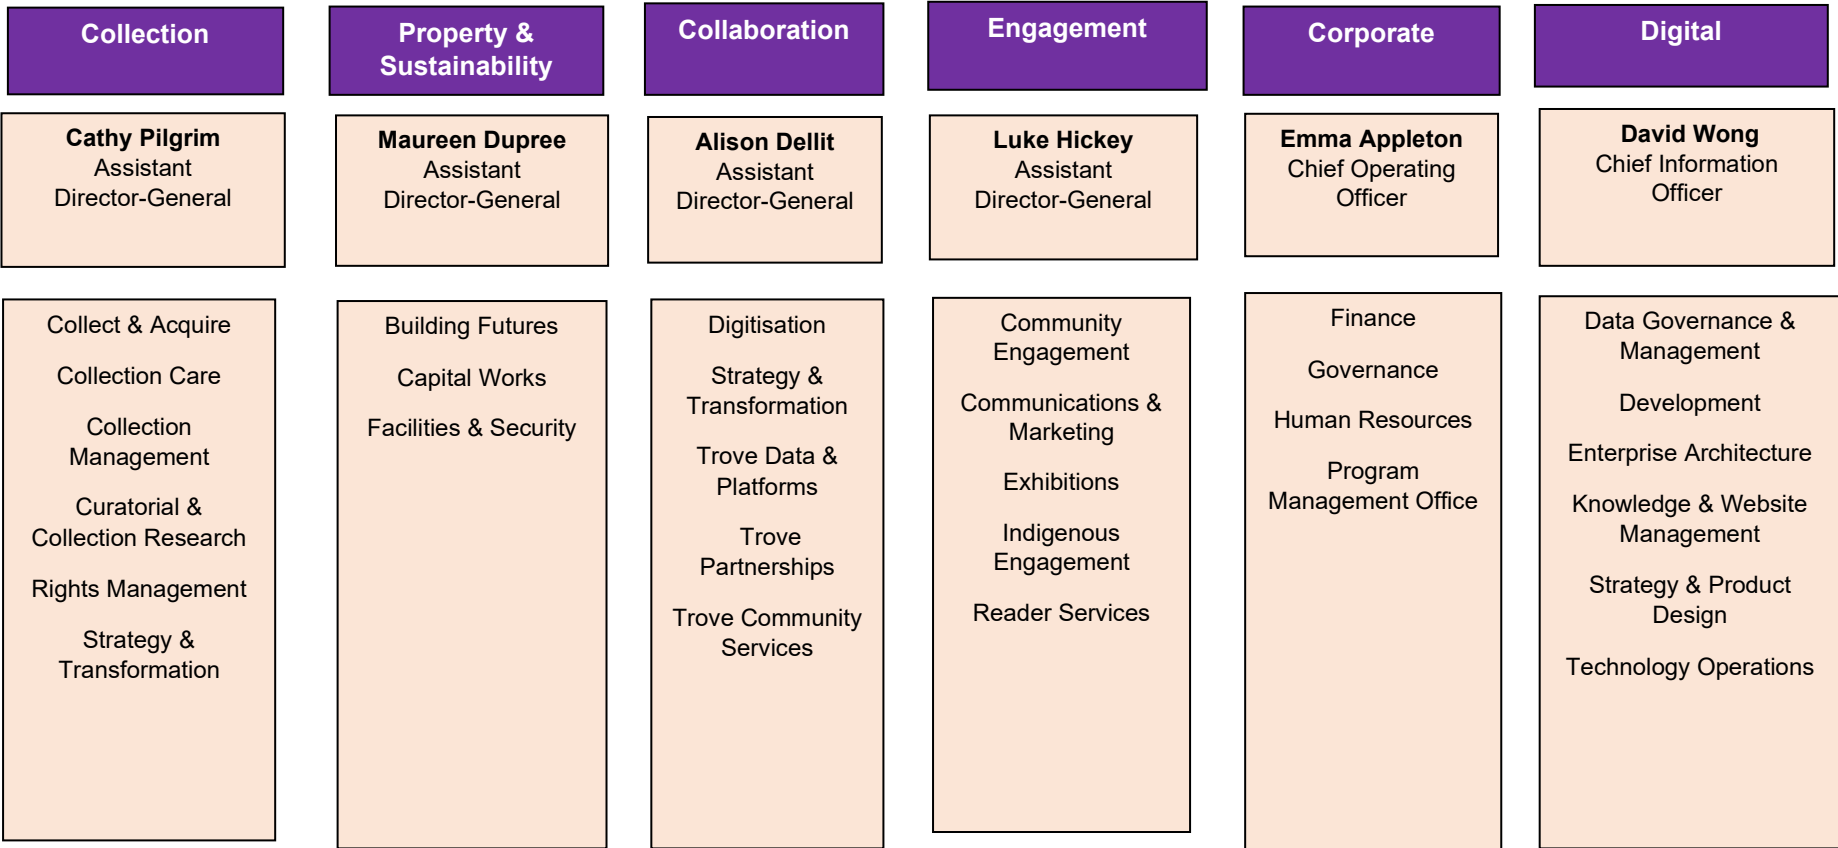 Collection
Cathy Pilgrim
Assistant
Director-General
Collect & Acquire
Collection Care
Collection
Management
Curatorial &
Collection Research
Rights Management
Strategy &
Transformation
Property &
Sustainability
Maureen Dupree
Assistant
Director-General
Building Futures
Capital Works
Facilities & Security
Collaboration
Alison Dellit
Assistant
Director-General
Digitisation
Strategy &
Transformation
Trove Data &
Platforms
Trove
Partnerships
Trove Community
Services
Engagement
Luke Hickey
Assistant
Director-General
Community
Engagement
Communications &
Marketing
Exhibitions
Indigenous
Engagement
Reader Services
Corporate
Emma Appleton
Chief Operating
Officer
Finance
Governance
Human Resources
Program
Management Office
Digital
David Wong
Chief Information
Officer
Data Governance &
Management
Development
Enterprise Architecture
Knowledge & Website
Management
Strategy & Product
Design
Technology Operations